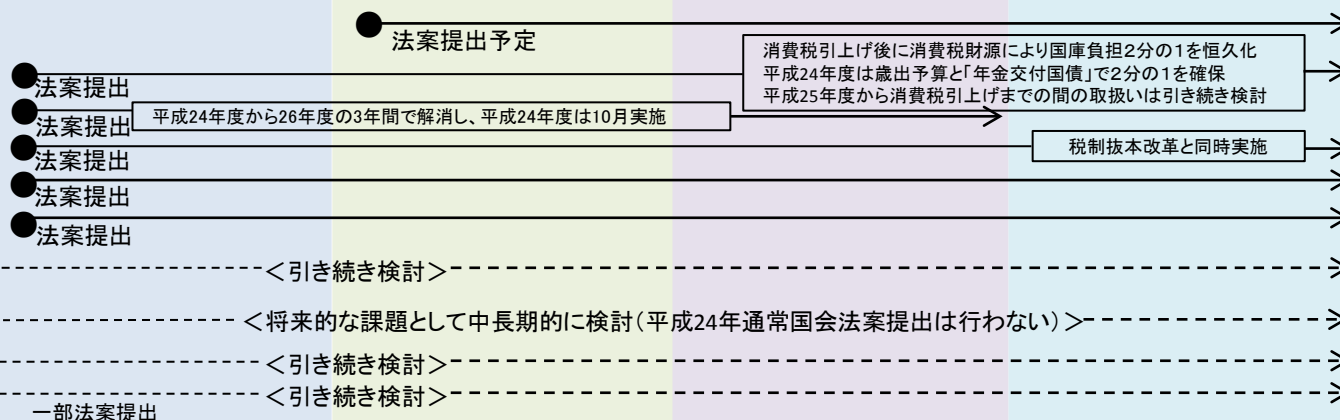 法案提出予定
消費税引上げ後に消費税財源により国庫負担２分の１を恒久化
平成24年度は歳出予算と「年金交付国債」で２分の１を確保
平成25年度から消費税引上げまでの間の取扱いは引き続き検討
法案提出
平成24年度から26年度の3年間で解消し、平成24年度は10月実施
法案提出
税制抜本改革と同時実施
法案提出
法案提出
法案提出
＜引き続き検討＞
＜将来的な課題として中長期的に検討（平成24年通常国会法案提出は行わない）＞
＜引き続き検討＞
＜引き続き検討＞
一部法案提出